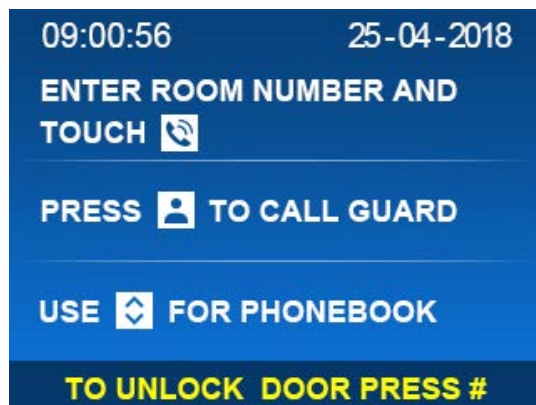 09:00:56 25-04-2018
ENTER ROOM NUMBER AND
TOUCH
PRESS TO CALL GUARD
USE FOR PHONEBOOK
TO UNLOCK DOOR PRESS #